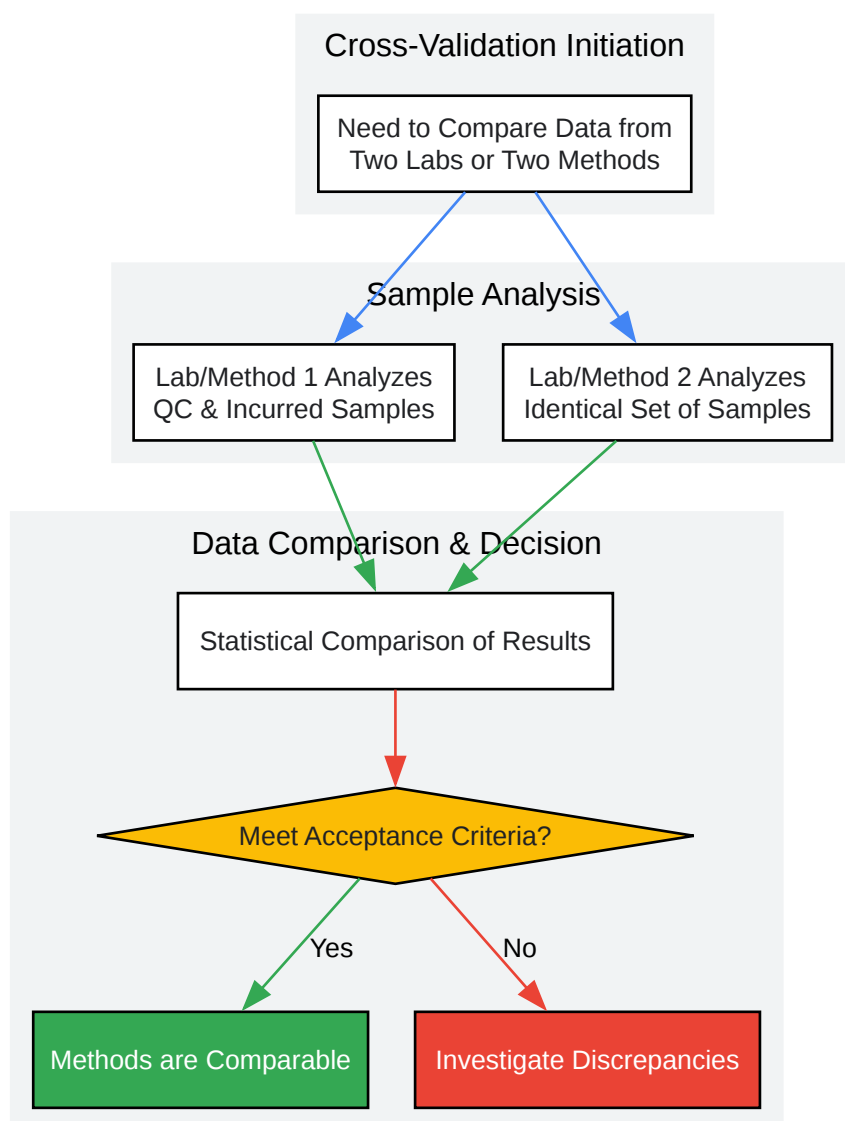 Cross-Validation Initiation
Need to Compare Data from
Two Labs or Two Methods
Sample Analysis
Lab/Method 1 Analyzes
QC & Incurred Samples
Lab/Method 2 Analyzes
Identical Set of Samples
Data Comparison & Decision
Statistical Comparison of Results
Meet Acceptance Criteria?
Yes
No
Methods are Comparable
Investigate Discrepancies